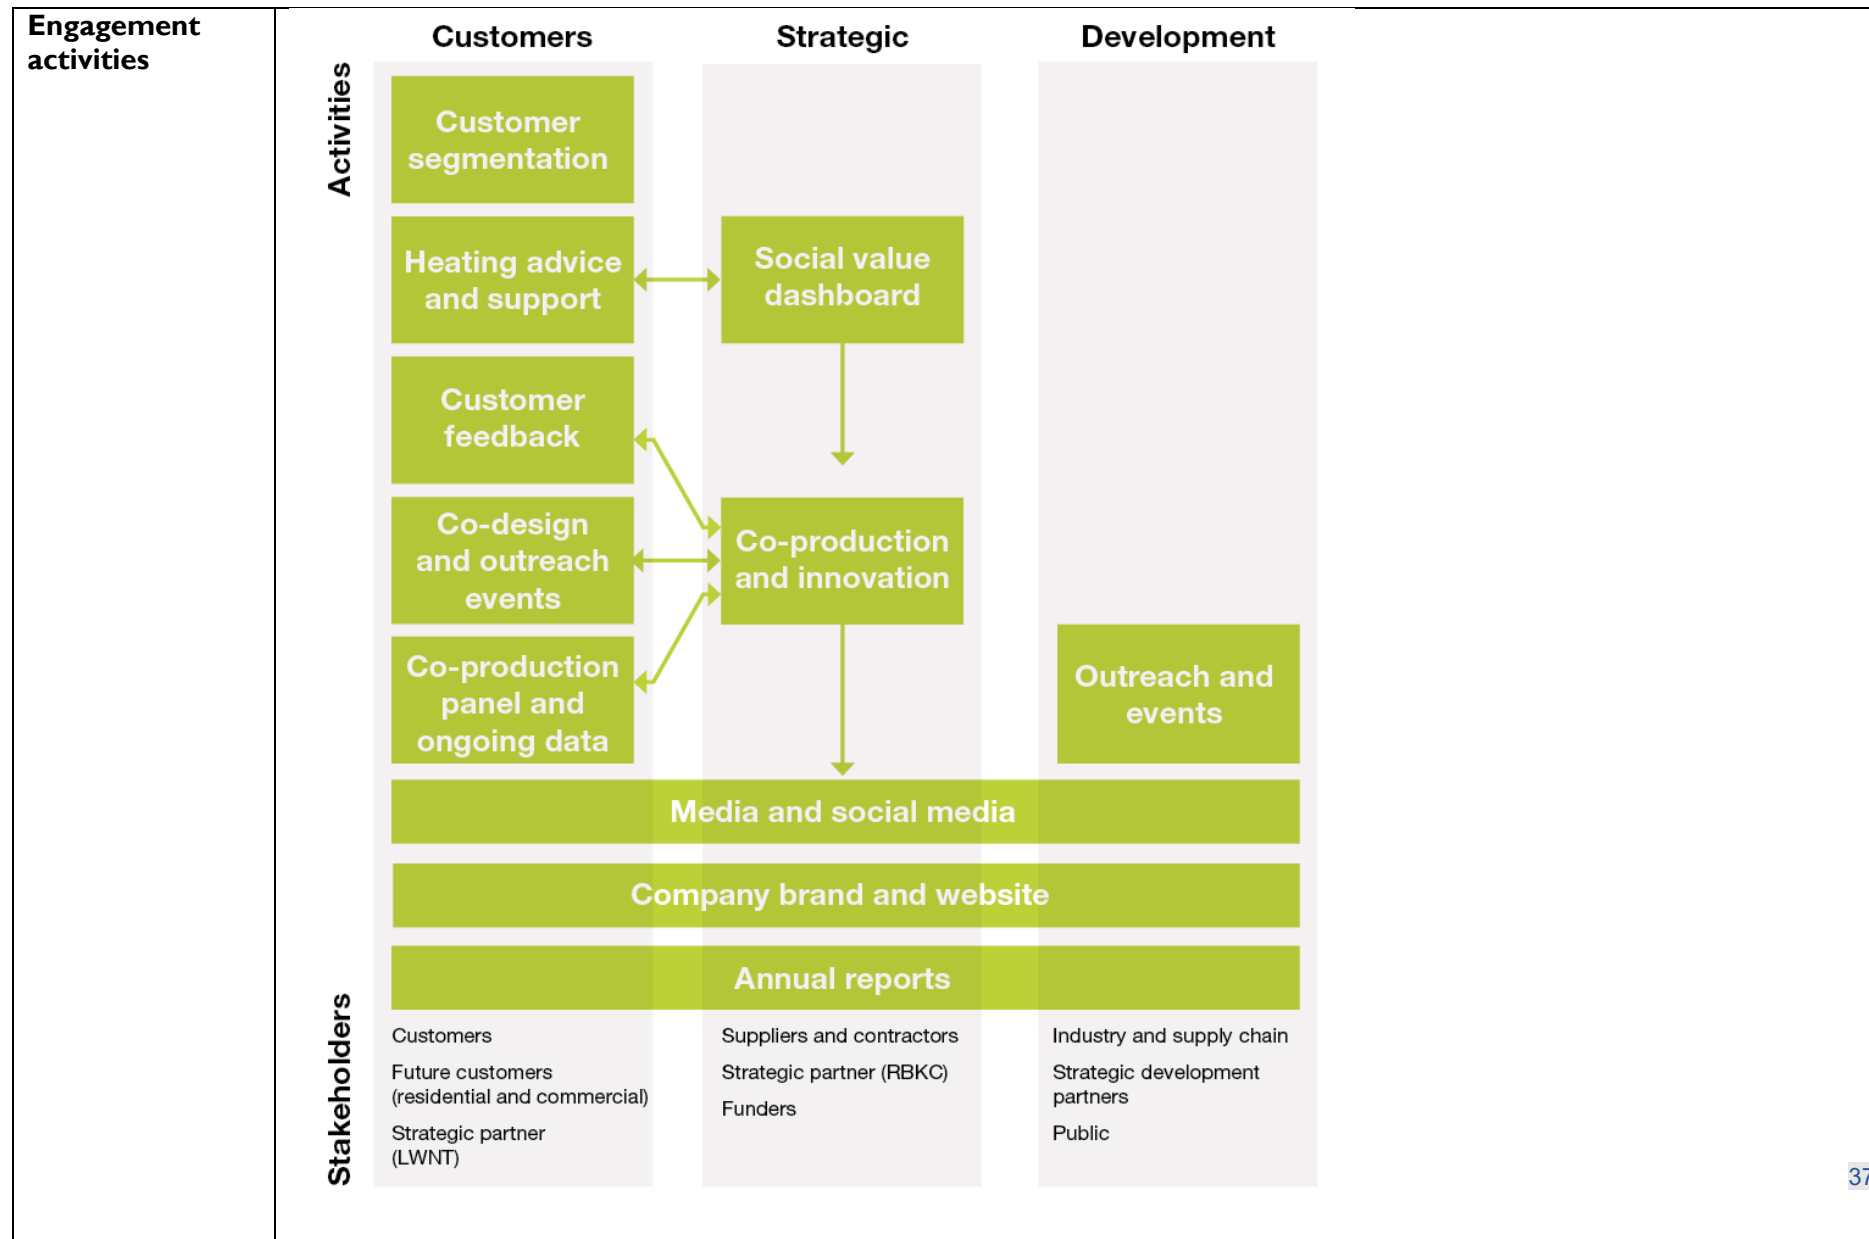 Engagement
activities
Customers
Strategic
Development
Activities
Customer
segmentation
Heating advice
and support
Social value
dashboard
Customer
feedback
Co-design
and outreach
events
Co-production
and innovation
Co-production
panel and
ongoing data
Outreach and
events
Media and social media
Company brand and website
Annual reports
Stakeholders
Customers
Future customers
(residential and commercial)
Strategic partner
(LWNT)
Suppliers and contractors
Strategic partner (RBKC)
Funders
Industry and supply chain
Strategic development
partners
Public
37